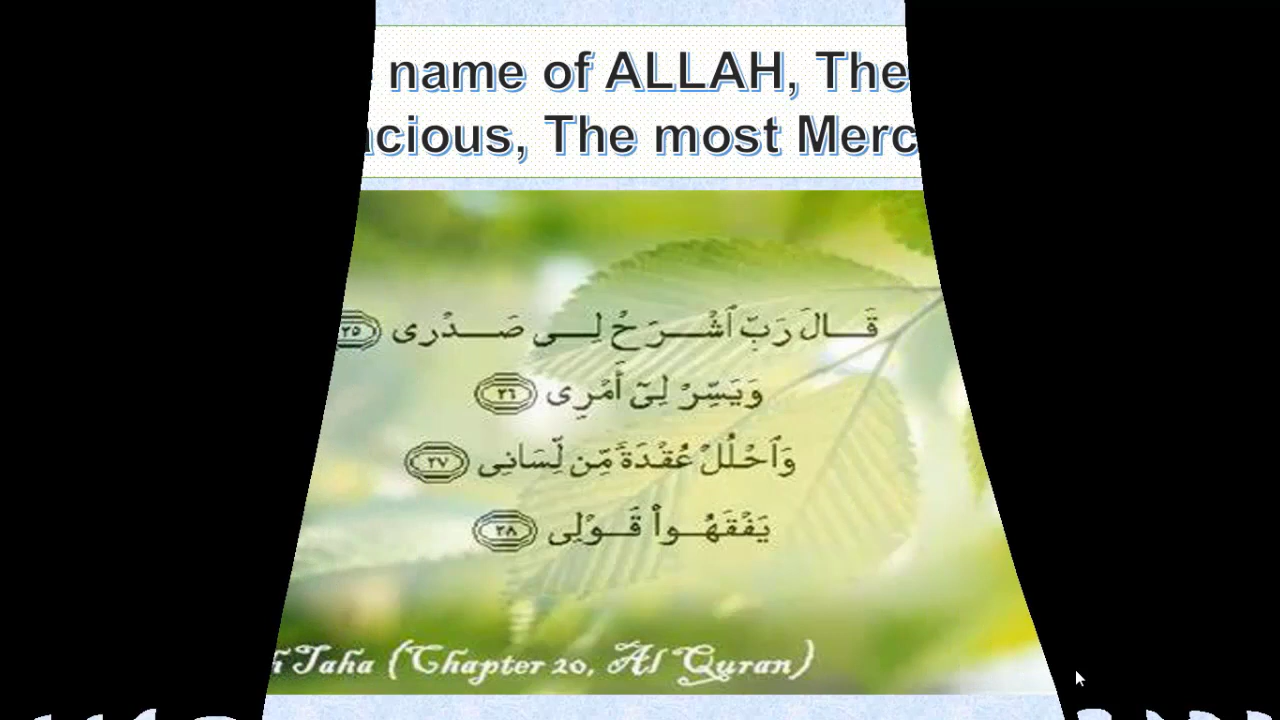 name of ALLAH, The
acious, The most Merc
قَالَ رَبِّ ٱشْرَحْ لِى صَدْرِى ٢٥
وَيَسِّرْ لِىٓ أَمْرِى ٢٦
وَٱحْلُلْ عُقْدَةً مِّن لِّسَانِى ٢٧
يَفْقَهُوا۟ قَوْلِى ٢٨
h Taha (Chapter 20, Al Quran)